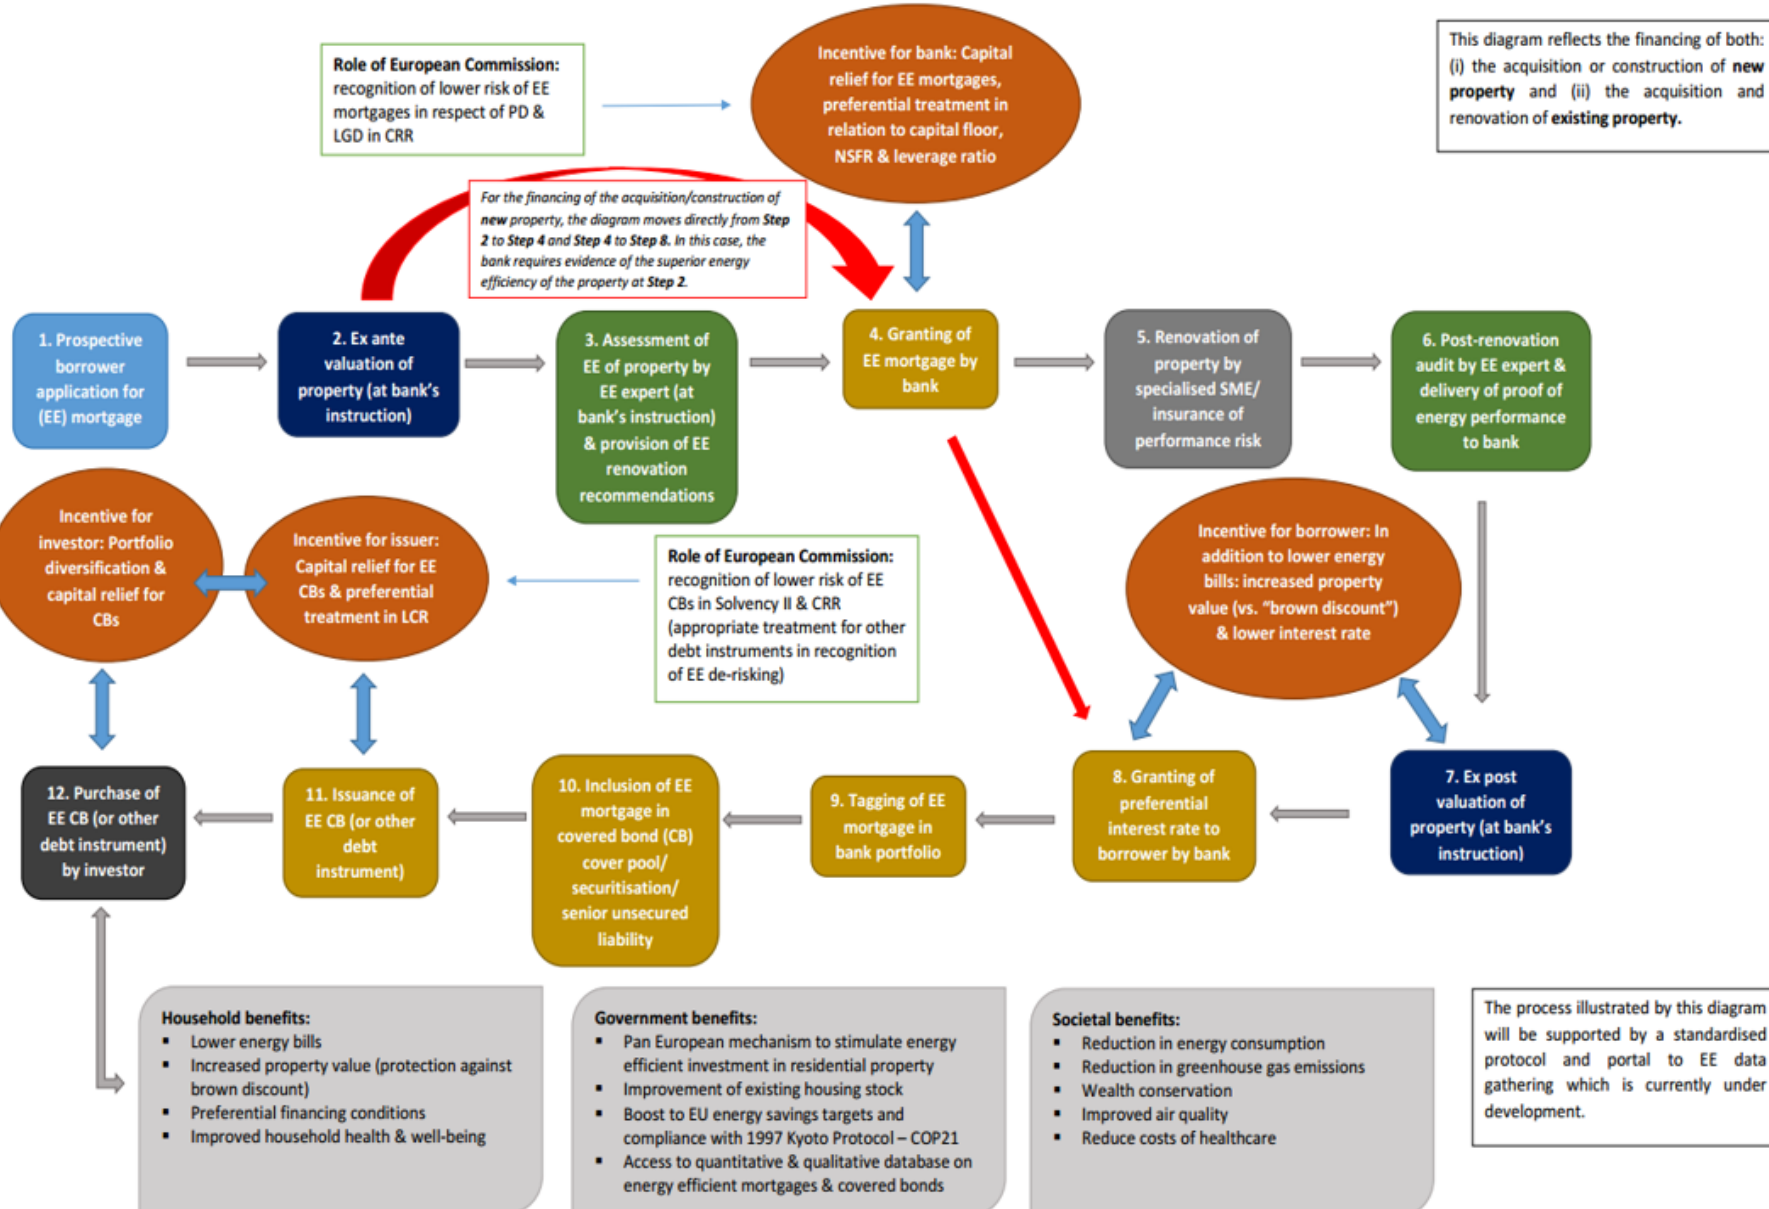 Role of European Commission:
recognition of lower risk of EE
mortgages in respect of PD &
LGD in CRR
Incentive for bank: Capital
relief for EE mortgages,
preferential treatment in
relation to capital floor,
NSFR & leverage ratio
This diagram reflects the financing of both:
(i) the acquisition or construction of new
property and (ii) the acquisition and
renovation of existing property.
For the financing of the acquisition/construction of
new property, the diagram moves directly from Step
2 to Step 4 and Step 4 to Step 8. In this case, the
bank requires evidence of the superior energy
efficiency of the property at Step 2.
1. Prospective
borrower
application for
(EE) mortgage
2. Ex ante
valuation of
property (at bank's
instruction)
3. Assessment of
EE of property by
EE expert (at
bank's instruction)
& provision of EE
renovation
recommendations
4. Granting of
EE mortgage by
bank
5. Renovation of
property by
specialised SME/
insurance of
performance risk
6. Post-renovation
audit by EE expert &
delivery of proof of
energy performance
to bank
Incentive for
investor: Portfolio
diversification &
capital relief for
CBs
Incentive for issuer:
Capital relief for EE
CBs & preferential
treatment in LCR
Role of European Commission:
recognition of lower risk of EE
CBs in Solvency II & CRR
(appropriate treatment for other
debt instruments in recognition
of EE de-risking)
Incentive for borrower: In
addition to lower energy
bills: increased property
value (vs. "brown discount")
& lower interest rate
12. Purchase of
EE CB (or other
debt instrument)
by investor
11. Issuance of
EE CB (or other
debt
instrument)
10. Inclusion of EE
mortgage in
covered bond (CB)
cover pool/
securitisation/
senior unsecured
liability
9. Tagging of EE
mortgage in
bank portfolio
8. Granting of
preferential
interest rate to
borrower by bank
7. Ex post
valuation of
property (at bank's
instruction)
Household benefits:
▪ Lower energy bills
▪ Increased property value (protection against
brown discount)
▪ Preferential financing conditions
▪ Improved household health & well-being
Government benefits:
▪ Pan European mechanism to stimulate energy
efficient investment in residential property
▪ Improvement of existing housing stock
▪ Boost to EU energy savings targets and
compliance with 1997 Kyoto Protocol – COP21
▪ Access to quantitative & qualitative database on
energy efficient mortgages & covered bonds
Societal benefits:
▪ Reduction in energy consumption
▪ Reduction in greenhouse gas emissions
▪ Wealth conservation
▪ Improved air quality
▪ Reduce costs of healthcare
The process illustrated by this diagram
will be supported by a standardised
protocol and portal to EE data
gathering which is currently under
development.